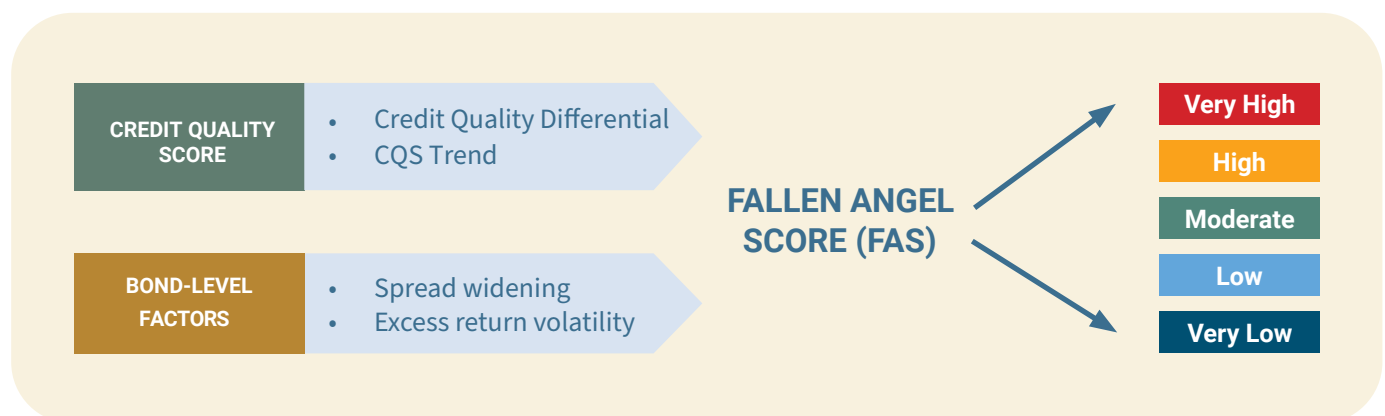 CREDIT QUALITY
SCORE
• Credit Quality Differential
• CQS Trend
BOND-LEVEL
FACTORS
• Spread widening
• Excess return volatility
FALLEN ANGEL
SCORE (FAS)
Very High
High
Moderate
Low
Very Low